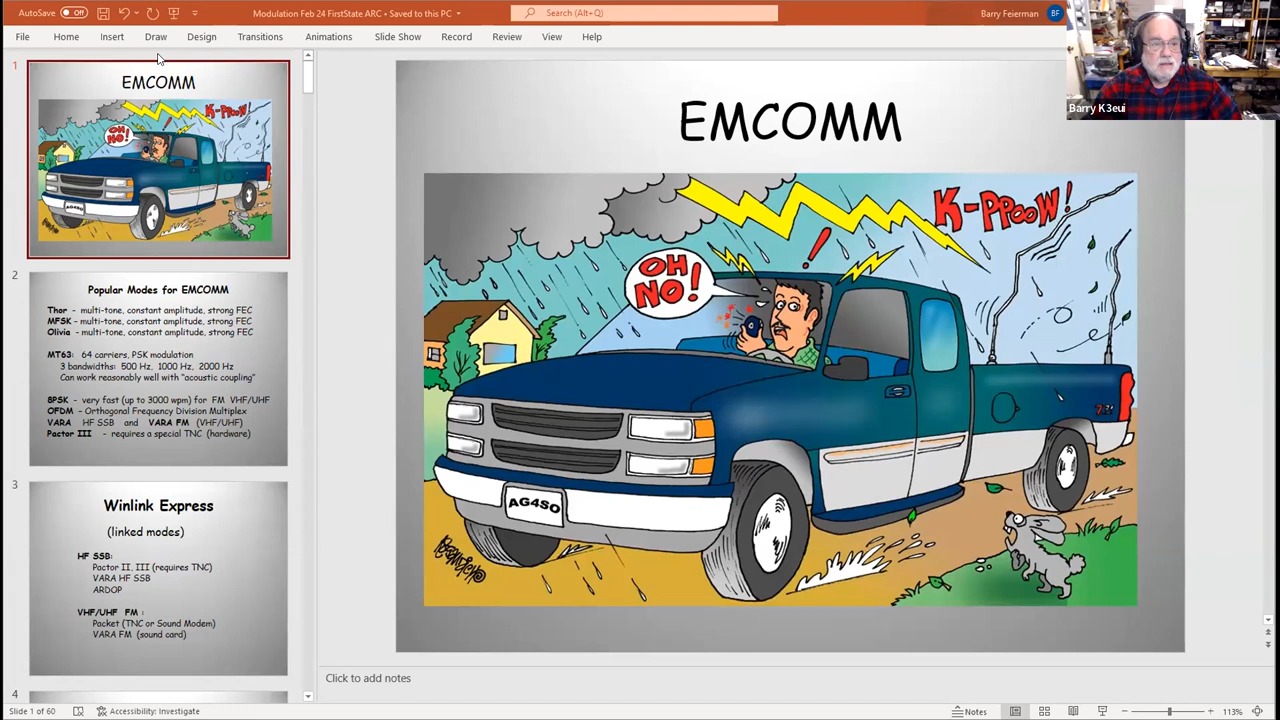 AutoSave Off
Modulation Feb 24 FirstState ARC • Saved to this PC
Search (Alt+Q)
Barry Feierman
BF
File Home Insert Draw Design Transitions Animations Slide Show Record Review View Help
Barry K3eui
1
EMCOMM
OH
NO!
K-PPOOW!
!
AG4SO
2
Popular Modes for EMCOMM
Thor - multi-tone, constant amplitude, strong FEC
MFSK - multi-tone, constant amplitude, strong FEC
Olivia - multi-tone, constant amplitude, strong FEC
MT63: 64 carriers, PSK modulation
3 bandwidths: 500 Hz, 1000 Hz, 2000 Hz
Can work reasonably well with "acoustic coupling"
8PSK - very fast (up to 3000 wpm) for FM VHF/UHF
OFDM - Orthogonal Frequency Division Multiplex
VARA HF SSB and VARA FM (VHF/UHF)
Pactor III - requires a special TNC (hardware)
3
Winlink Express
(linked modes)
HF SSB:
Pactor II, III (requires TNC)
VARA HF SSB
ARDOP
VHF/UHF FM :
Packet (TNC or Sound Modem)
VARA FM (sound card)
4
EMCOMM
K-PPOOW!
!
OH
NO!
AG4SO
Click to add notes
Slide 1 of 60
Accessibility: Investigate
Notes
113%